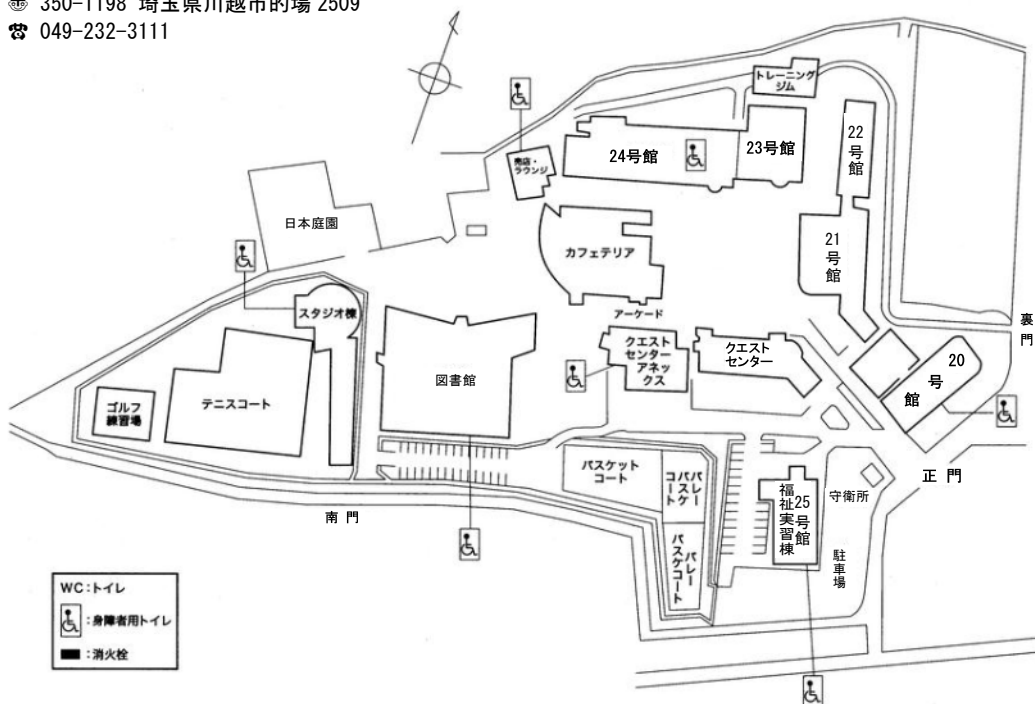 350-1198 埼玉県川越市的場 2509
☎ 049-232-3111
トレーニング
ジム
22
号
館
24号館
23号館
売店・
ラウンジ
日本庭園
カフェテリア
21
号
館
スタジオ棟
アーケード
裏
門
クエスト
センター
アネッ
クス
クエスト
センター
20
号
館
図書館
テニスコート
ゴルフ
練習場
正門
バスケット
コート
バレー
バスケ
コート
25号館
福祉実習棟
守衛所
南門
バレー
バスケコート
駐車場
WC:トイレ
:身障者用トイレ
:消火栓